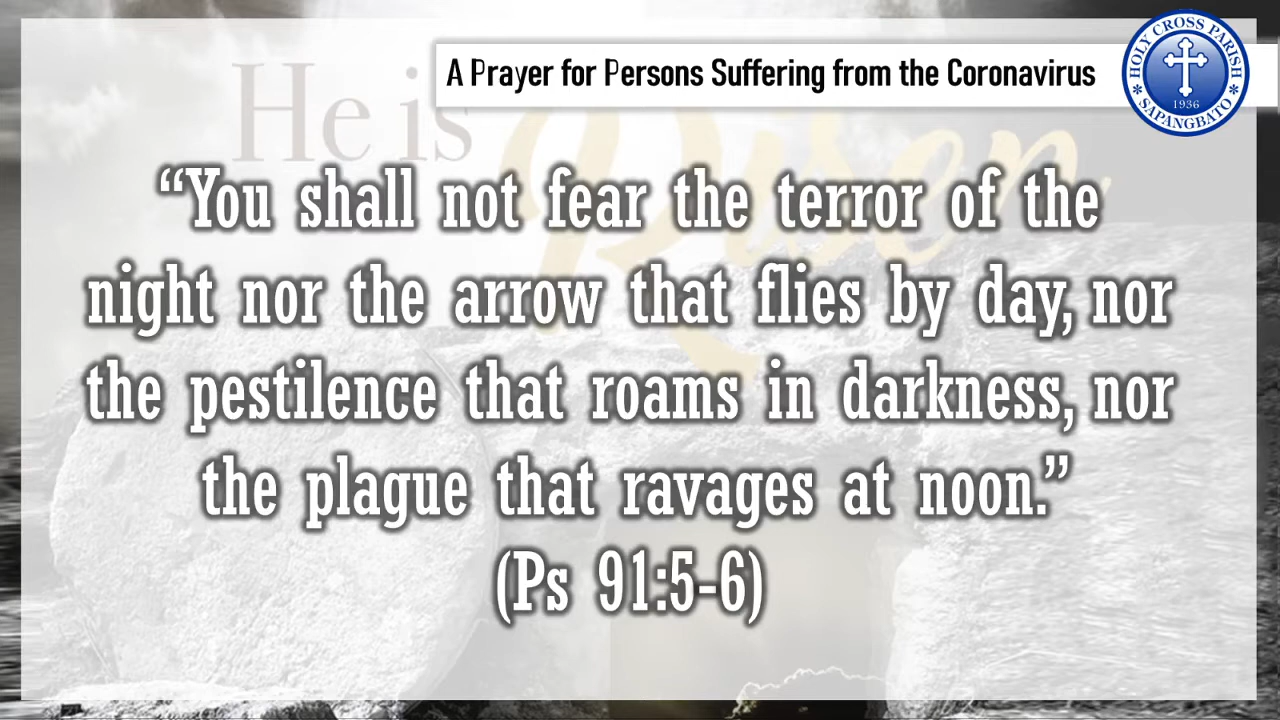 He is
Risen
A Prayer for Persons Suffering from the Coronavirus
HOLY CROSS PARISH
1936
SAPANGBATO
“You shall not fear the terror of the
night nor the arrow that flies by day, nor
the pestilence that roams in darkness, nor
the plague that ravages at noon.”
(Ps 91:5-6)